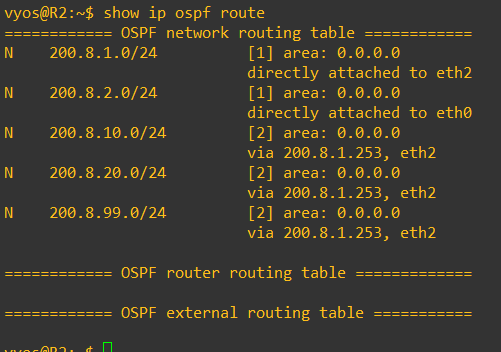 vyos@R2:~$ show ip ospf route
============ OSPF network routing table ============
N    200.8.1.0/24          [1] area: 0.0.0.0
                           directly attached to eth2
N    200.8.2.0/24          [1] area: 0.0.0.0
                           directly attached to eth0
N    200.8.10.0/24         [2] area: 0.0.0.0
                           via 200.8.1.253, eth2
N    200.8.20.0/24         [2] area: 0.0.0.0
                           via 200.8.1.253, eth2
N    200.8.99.0/24         [2] area: 0.0.0.0
                           via 200.8.1.253, eth2
============ OSPF router routing table =============
============ OSPF external routing table ===========
vyos@R2:~$